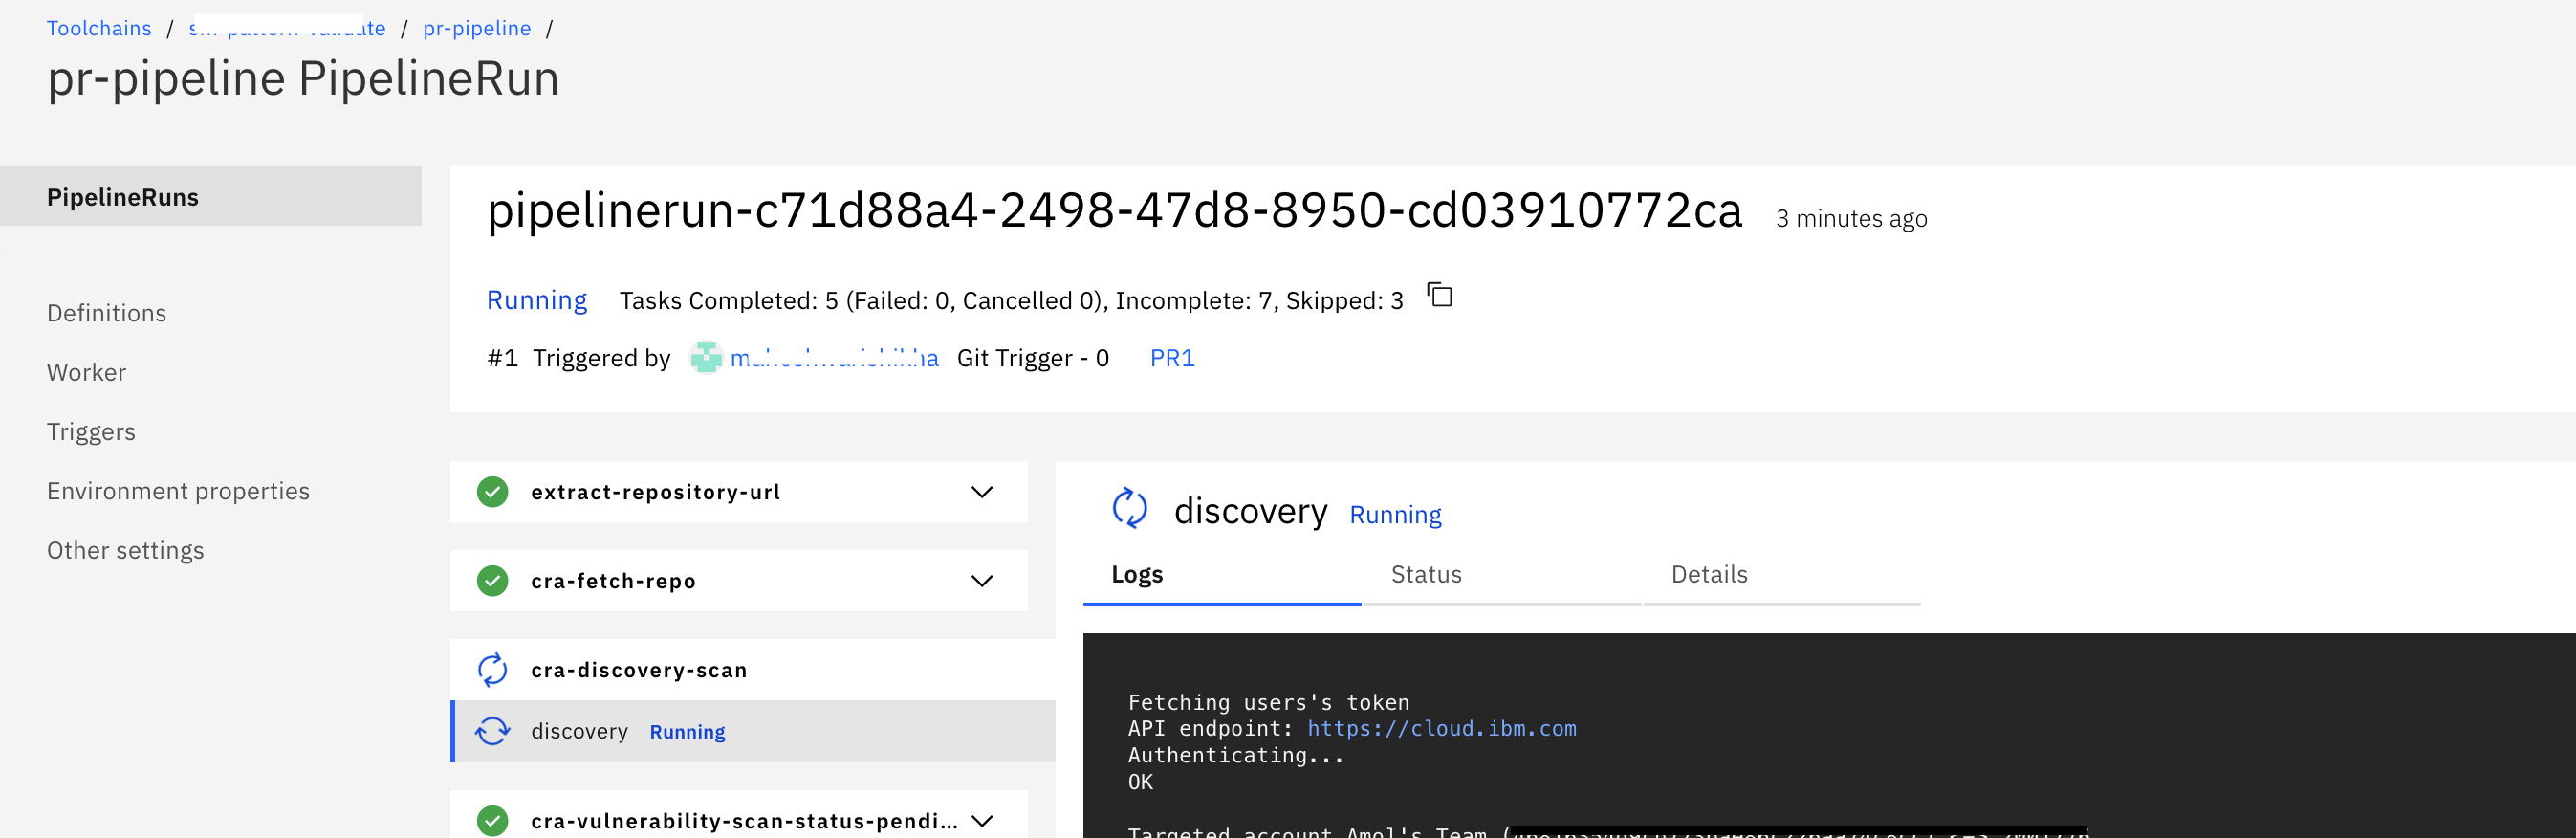 Toolchains / / pr-pipeline /
pr-pipeline PipelineRun
PipelineRuns
Definitions
Worker
Triggers
Environment properties
Other settings
pipelinerun-c71d88a4-2498-47d8-8950-cd03910772ca 3 minutes ago
Running Tasks Completed: 5 (Failed: 0, Cancelled 0), Incomplete: 7, Skipped: 3
#1 Triggered by Git Trigger - 0 PR1
extract-repository-url
cra-fetch-repo
cra-discovery-scan
discovery Running
cra-vulnerability-scan-status-pendi...
discovery Running
Logs Status Details
Fetching users's token
API endpoint: https://cloud.ibm.com
Authenticating...
OK
Targeted account Amol's Team (